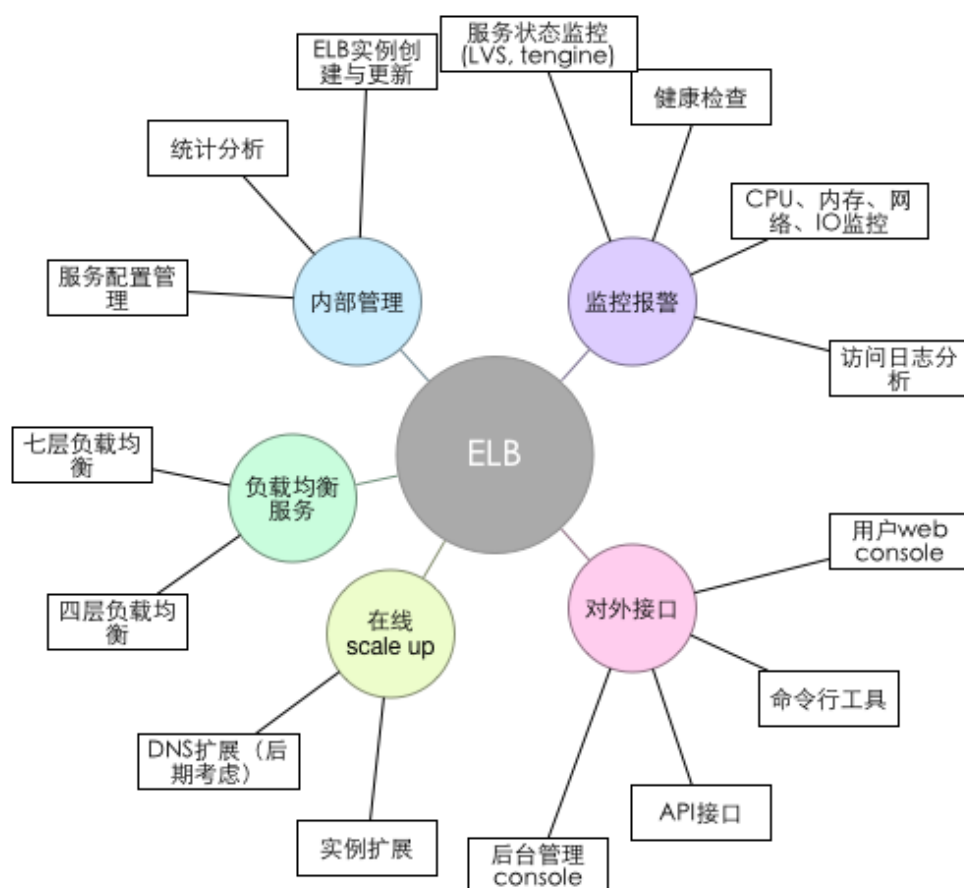 服务状态监控
(LVS, tengine)
ELB实例创
建与更新
健康检查
统计分析
CPU、内存、网
络、IO监控
服务配置管
理
内部管理
监控报警
访问日志分
析
ELB
七层负载均
衡
负载均衡
服务
用户web
console
四层负载均
衡
在线
scale up
对外接口
命令行工具
DNS扩展（后
期考虑）
API接口
实例扩展
后台管理
console